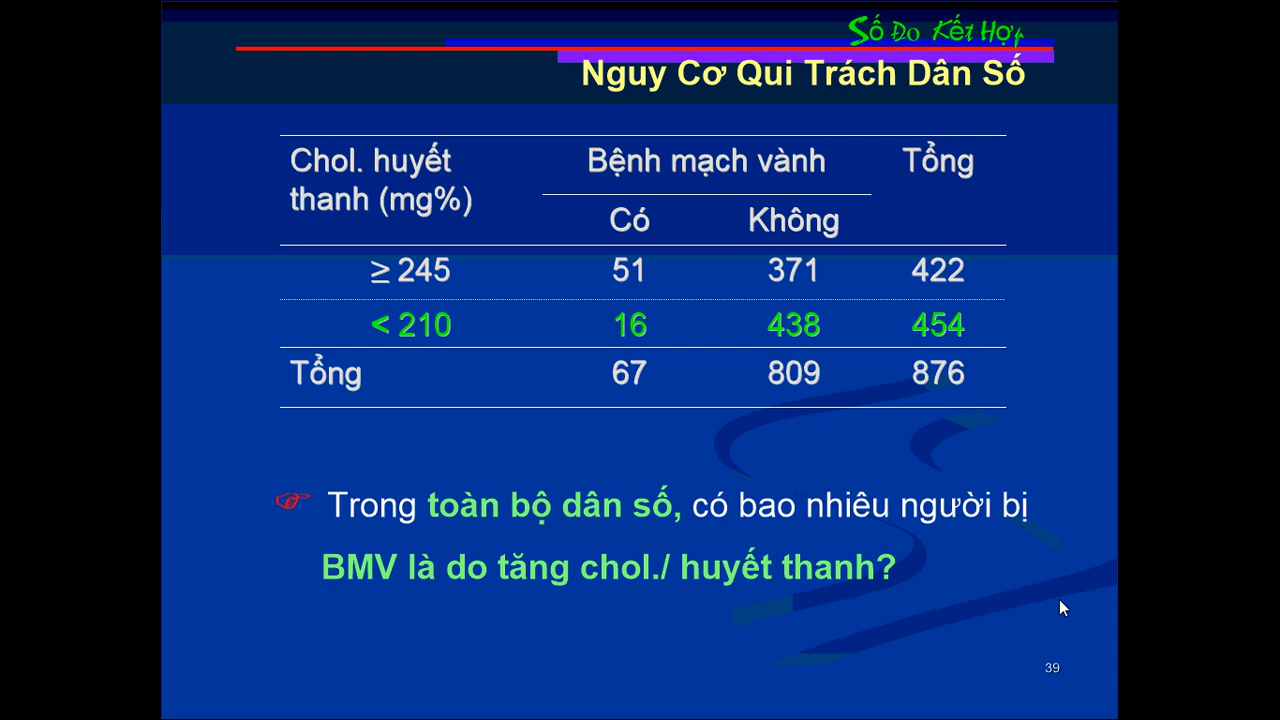 Số Đo Kết Hợp
Nguy Cơ Qui Trách Dân Số
Chol. huyết Bệnh mạch vành Tổng
thanh (mg%)
Có Không
≥ 245 51 371 422
< 210 16 438 454
Tổng 67 809 876
☞ Trong toàn bộ dân số, có bao nhiêu người bị
BMV là do tăng chol./ huyết thanh?
39